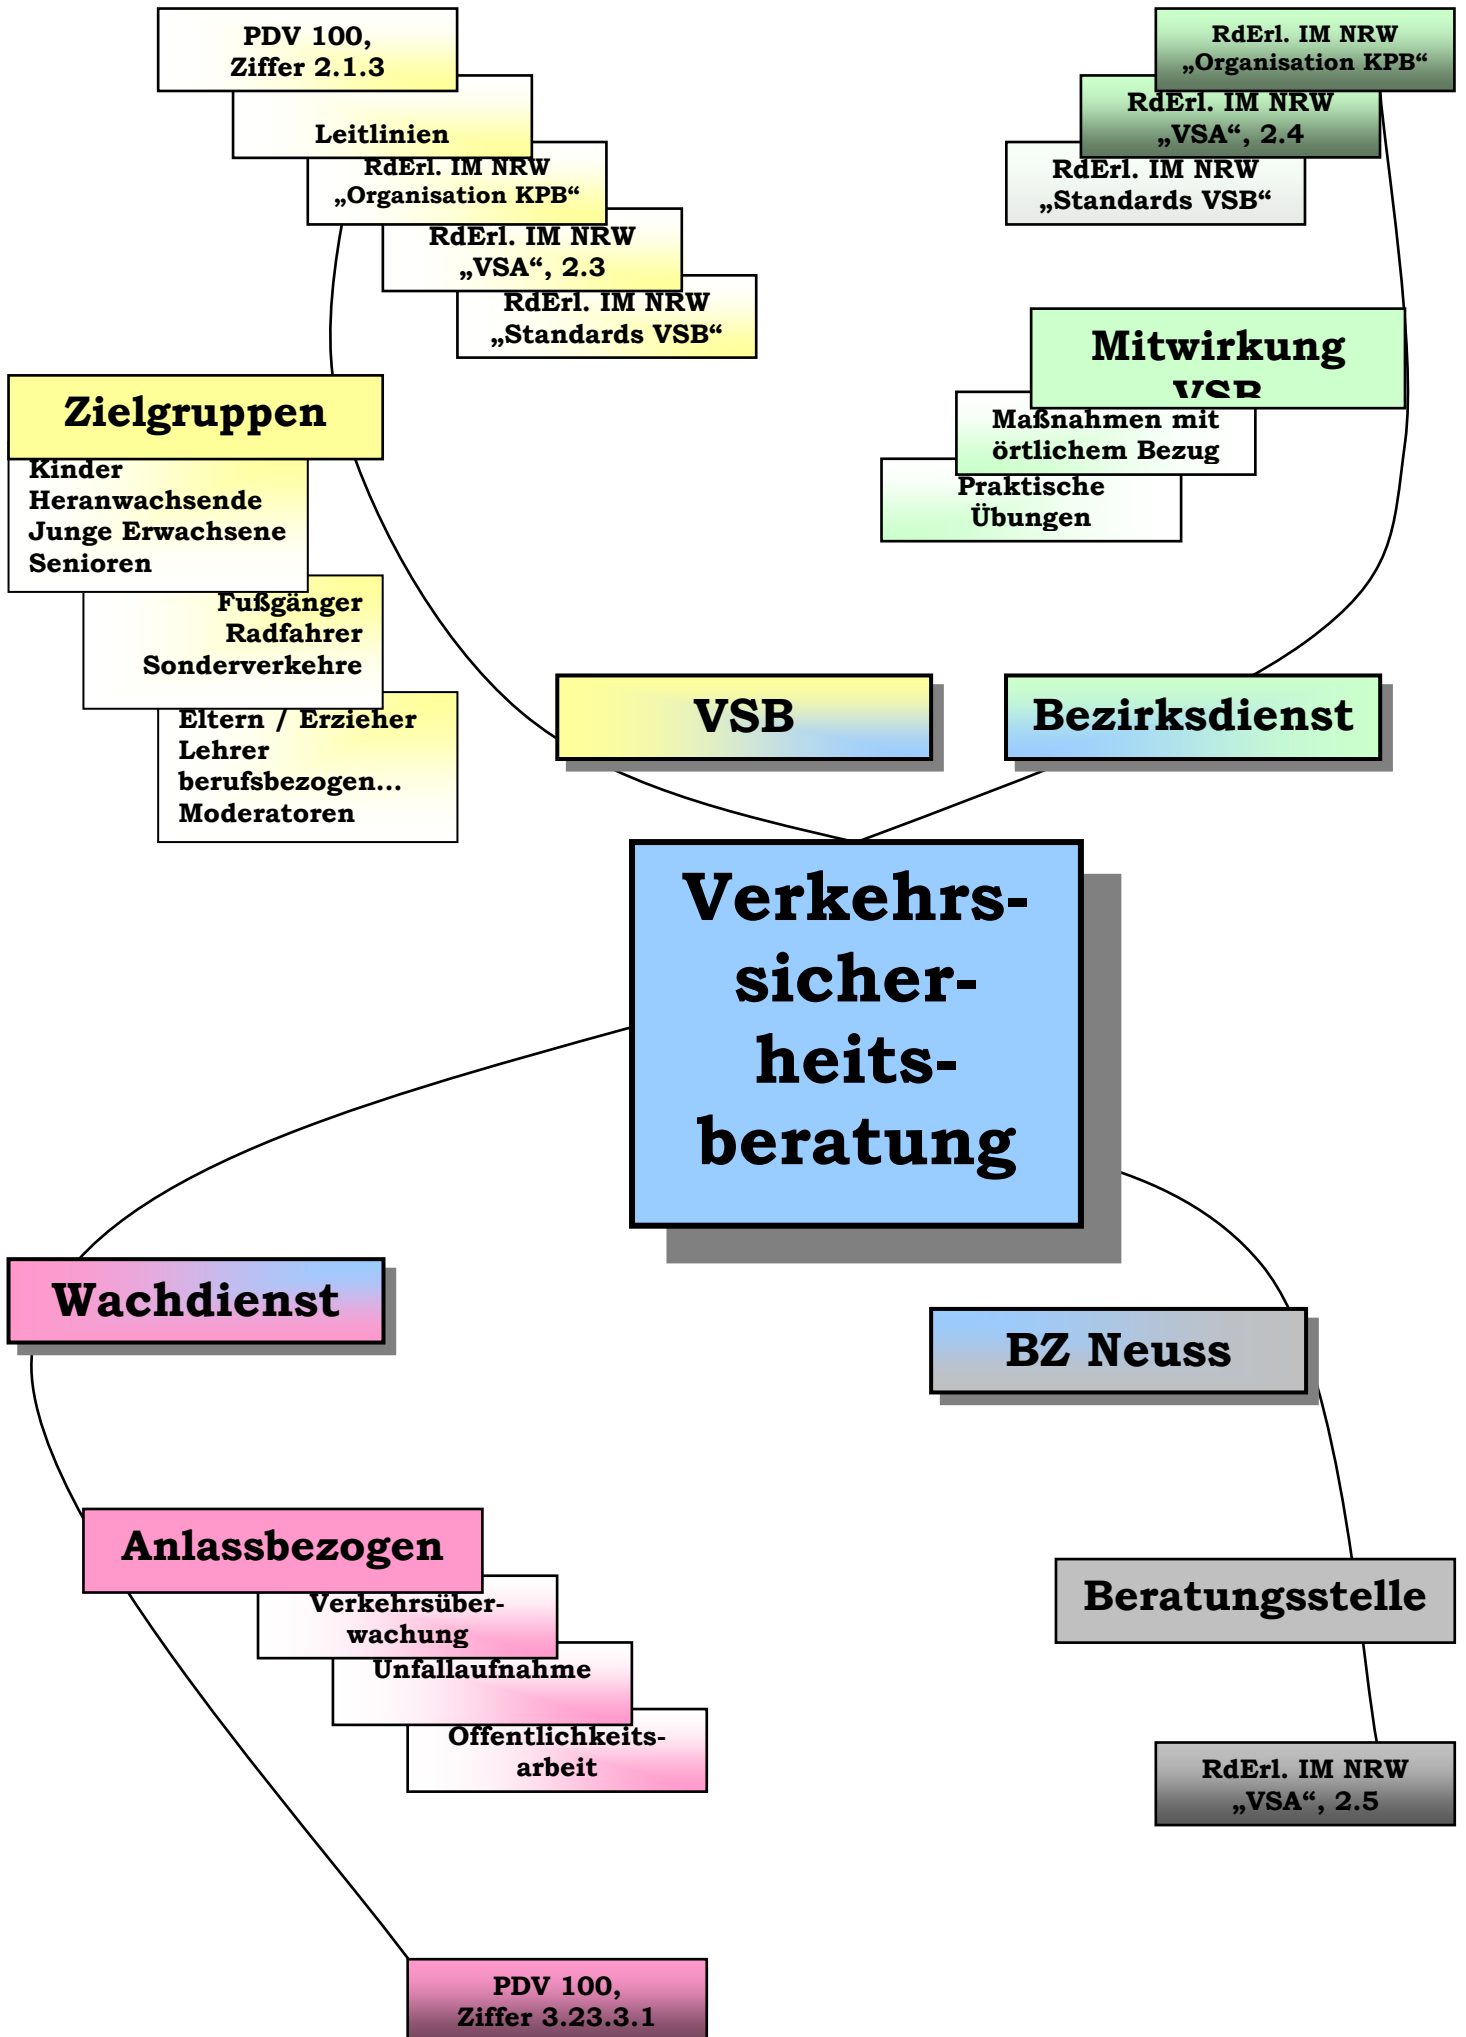 PDV 100,
Ziffer 2.1.3
Leitlinien
RdErl. IM NRW
„Organisation KPB“
RdErl. IM NRW
„VSA“, 2.3
RdErl. IM NRW
„Standards VSB“
RdErl. IM NRW
„Organisation KPB“
RdErl. IM NRW
„VSA“, 2.4
RdErl. IM NRW
„Standards VSB“
Mitwirkung
VSB
Maßnahmen mit
örtlichem Bezug
Praktische
Übungen
Zielgruppen
Kinder
Heranwachsende
Junge Erwachsene
Senioren
Fußgänger
Radfahrer
Sonderverkehre
Eltern / Erzieher
Lehrer
berufsbezogen...
Moderatoren
VSB
Bezirksdienst
Verkehrs-
sicher-
heits-
beratung
Wachdienst
BZ Neuss
Anlassbezogen
Verkehrsüber-
wachung
Unfallaufnahme
Öffentlichkeits-
arbeit
Beratungsstelle
RdErl. IM NRW
„VSA“, 2.5
PDV 100,
Ziffer 3.23.3.1